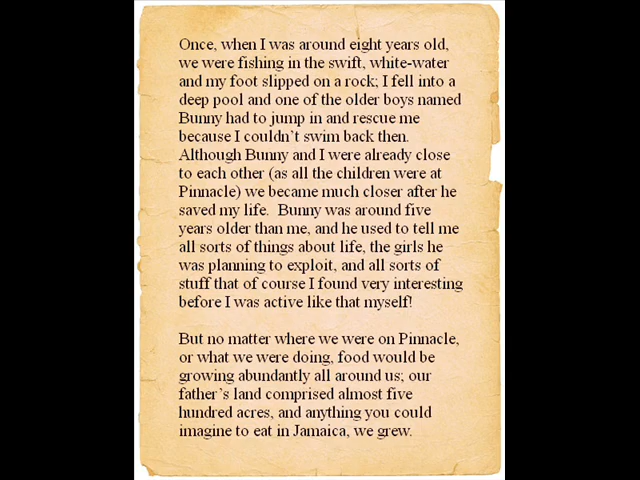 Once, when I was around eight years old,
we were fishing in the swift, white-water
and my foot slipped on a rock; I fell into a
deep pool and one of the older boys named
Bunny had to jump in and rescue me
because I couldn’t swim back then.
Although Bunny and I were already close
to each other (as all the children were at
Pinnacle) we became much closer after he
saved my life.  Bunny was around five
years older than me, and he used to tell me
all sorts of things about life, the girls he
was planning to exploit, and all sorts of
stuff that of course I found very interesting
before I was active like that myself!
But no matter where we were on Pinnacle,
or what we were doing, food would be
growing abundantly all around us; our
father’s land comprised almost five
hundred acres, and anything you could
imagine to eat in Jamaica, we grew.